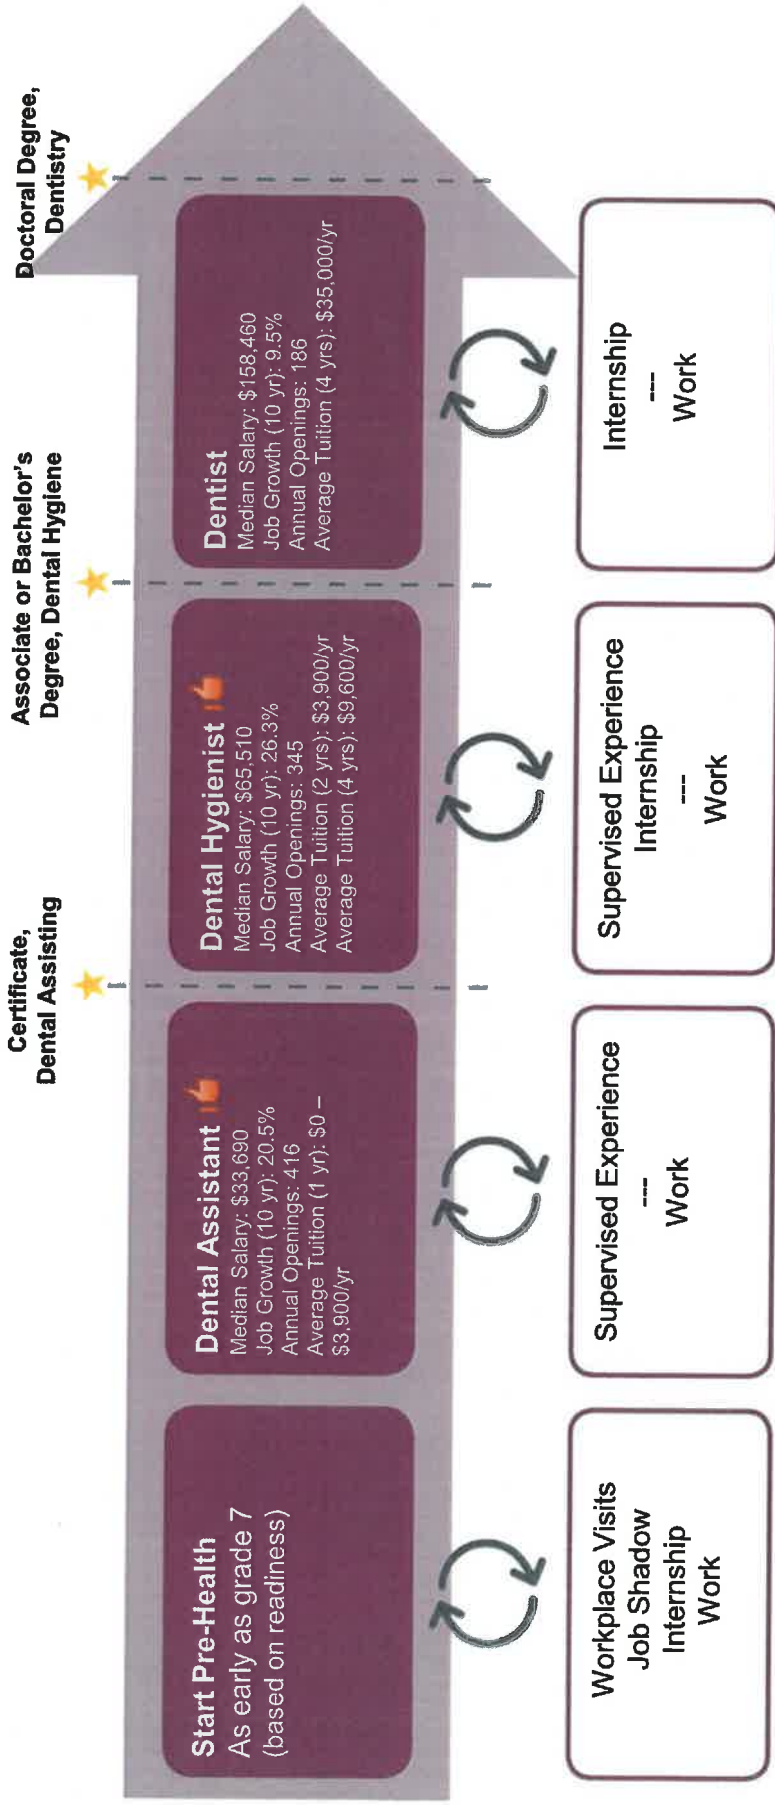 Certificate,
Dental Assisting
Associate or Bachelor's
Degree, Dental Hygiene
Doctoral Degree,
Dentistry
Start Pre-Health
As early as grade 7
(based on readiness)
Dental Assistant
Median Salary: $33,690
Job Growth (10 yr): 20.5%
Annual Openings: 416
Average Tuition (1 yr): $0 –
$3,900/yr
Dental Hygienist
Median Salary: $65,510
Job Growth (10 yr): 26.3%
Annual Openings: 345
Average Tuition (2 yrs): $3,900/yr
Average Tuition (4 yrs): $9,600/yr
Dentist
Median Salary: $158,460
Job Growth (10 yr): 9.5%
Annual Openings: 186
Average Tuition (4 yrs): $35,000/yr
Workplace Visits
Job Shadow
Internship
Work
Supervised Experience
---
Work
Supervised Experience
Internship
---
Work
Internship
---
Work